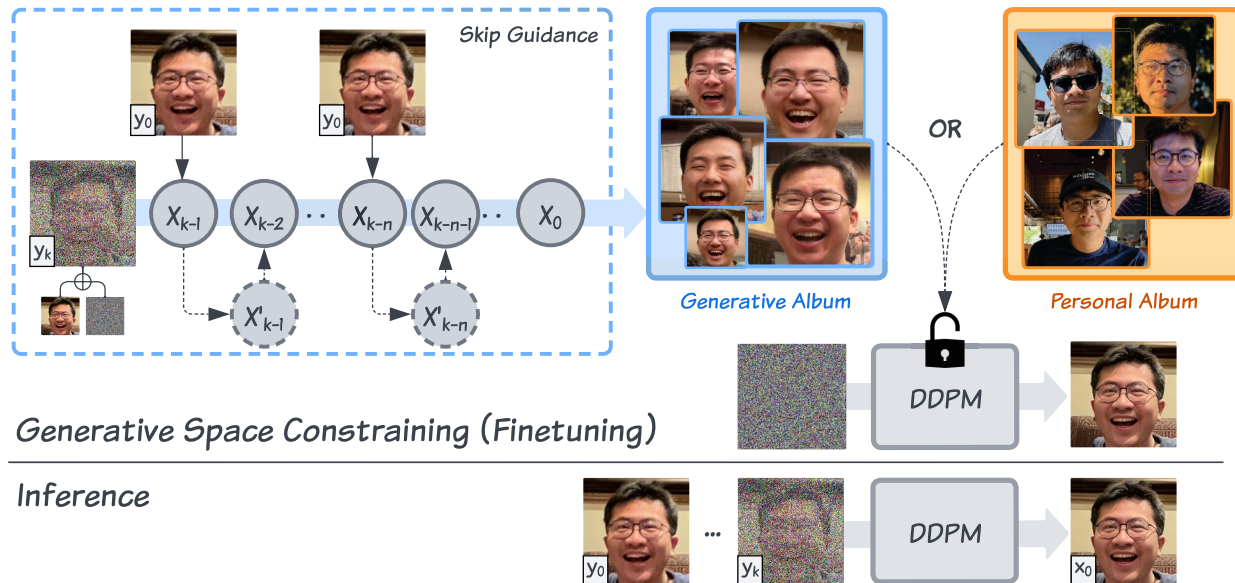 Skip Guidance
y₀
y₀
OR
yₖ
Xₖ₋₁
Xₖ₋₂
··
Xₖ₋ₙ
Xₖ₋ₙ₋₁
··
X₀
X'ₖ₋₁
X'ₖ₋ₙ
Generative Album
Personal Album
DDPM
Generative Space Constraining (Finetuning)
Inference
y₀
...
yₖ
DDPM
x₀